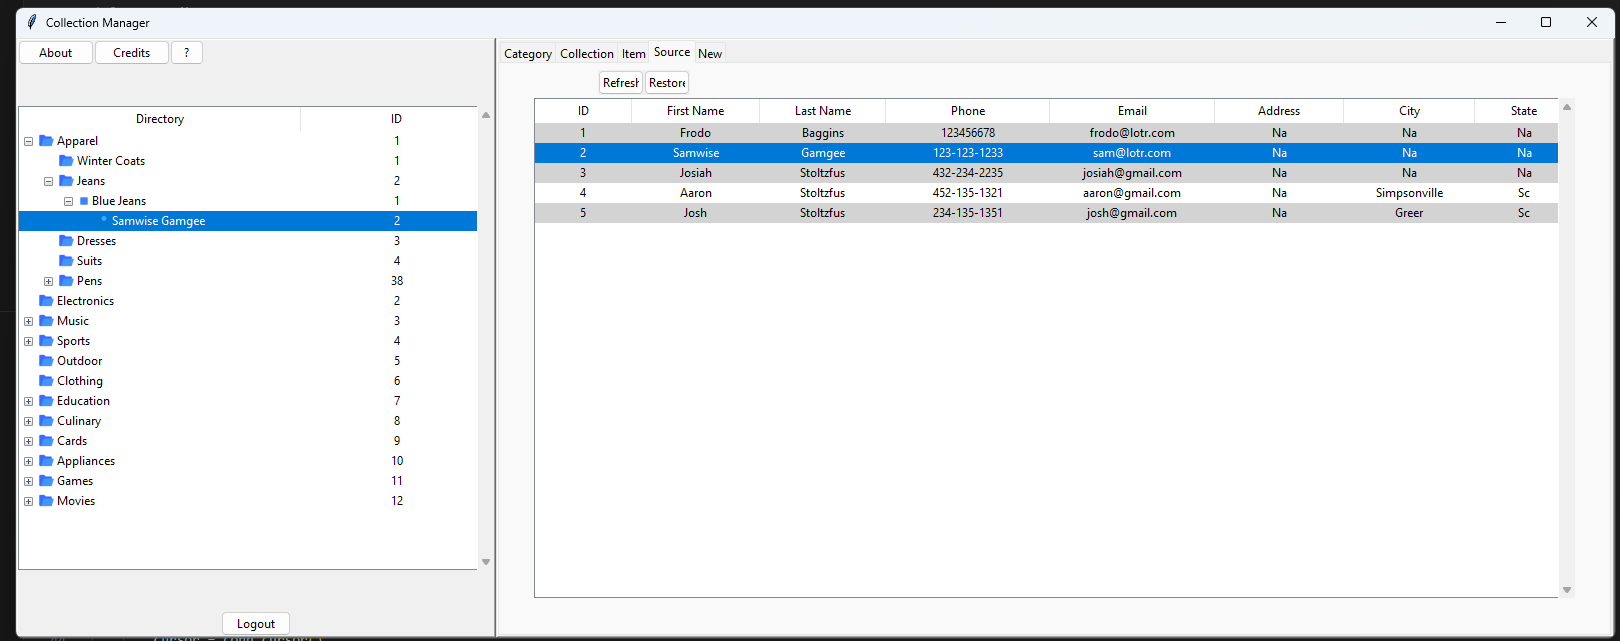 Collection Manager
About Credits ?
Directory ID
Apparel 1
Winter Coats 1
Jeans 2
Blue Jeans 1
Samwise Gamgee 2
Dresses 3
Suits 4
Pens 38
Electronics 2
Music 3
Sports 4
Outdoor 5
Clothing 6
Education 7
Culinary 8
Cards 9
Appliances 10
Games 11
Movies 12
Logout
Category Collection Item Source New
Refresh Restore
ID First Name Last Name Phone Email Address City State
1 Frodo Baggins 123456678 frodo@lotr.com Na Na Na
2 Samwise Gamgee 123-123-1233 sam@lotr.com Na Na Na
3 Josiah Stoltzfus 432-234-2235 josiah@gmail.com Na Na Na
4 Aaron Stoltzfus 452-135-1321 aaron@gmail.com Na Simpsonville Sc
5 Josh Stoltzfus 234-135-1351 josh@gmail.com Na Greer Sc